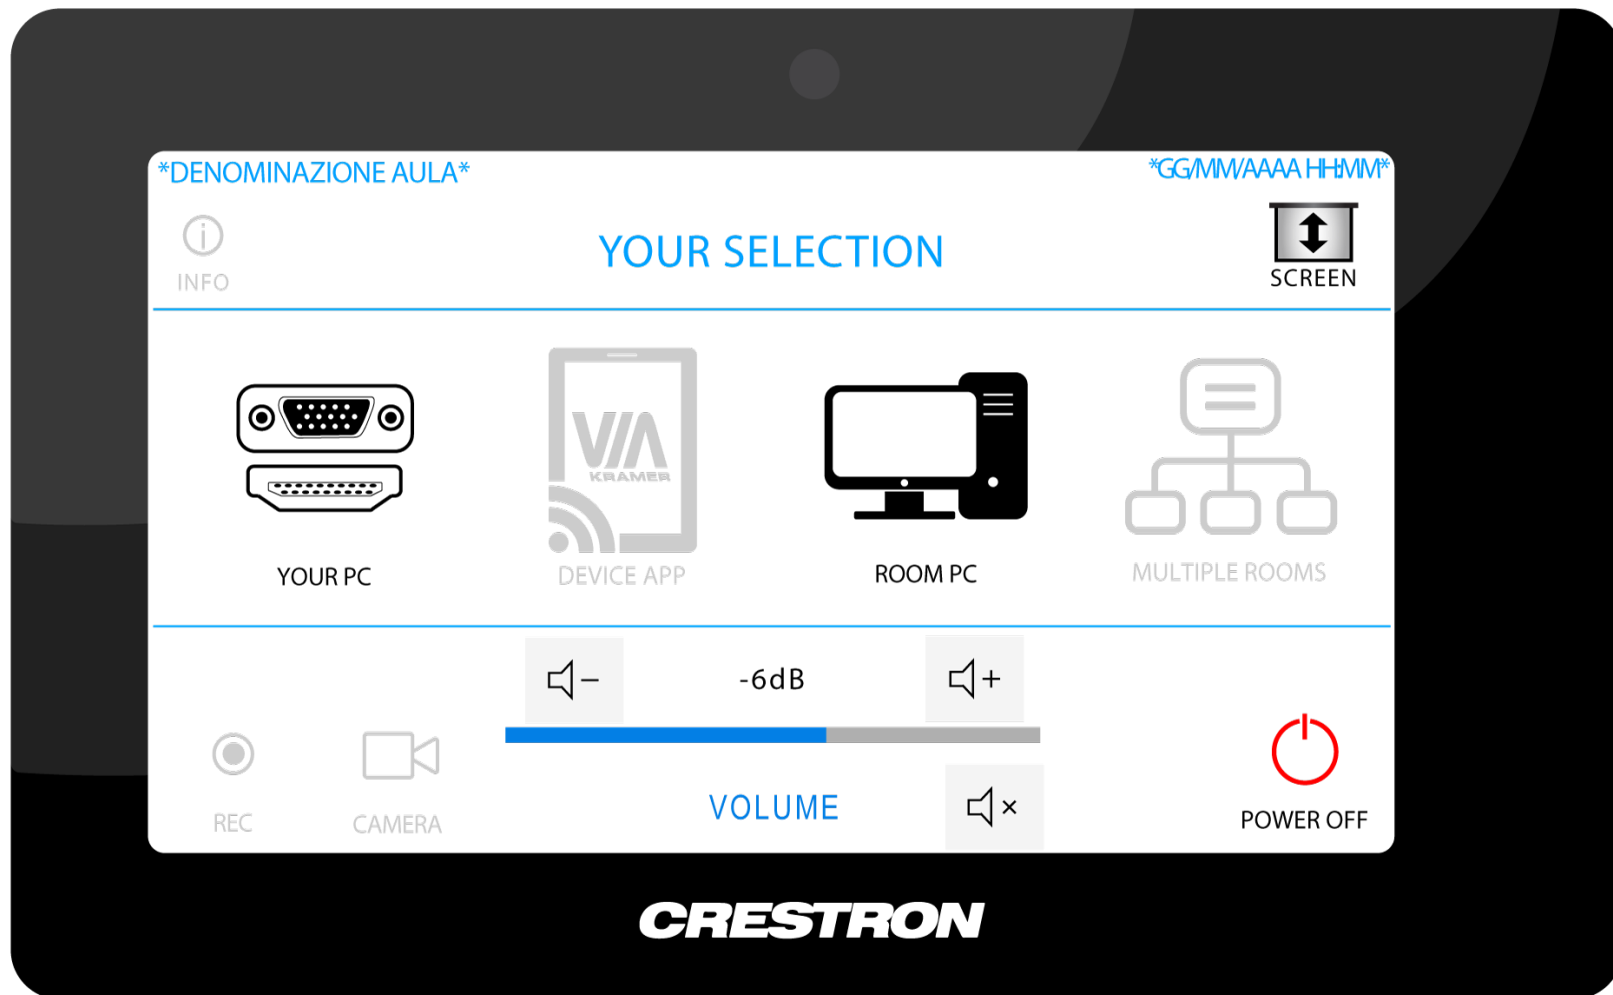 *DENOMINAZIONE AULA*
*GG/MM/AAAA HH:MM*
INFO
YOUR SELECTION
SCREEN
VIA
KRAMER
YOUR PC
DEVICE APP
ROOM PC
MULTIPLE ROOMS
-6dB
REC
CAMERA
VOLUME
POWER OFF
CRESTRON